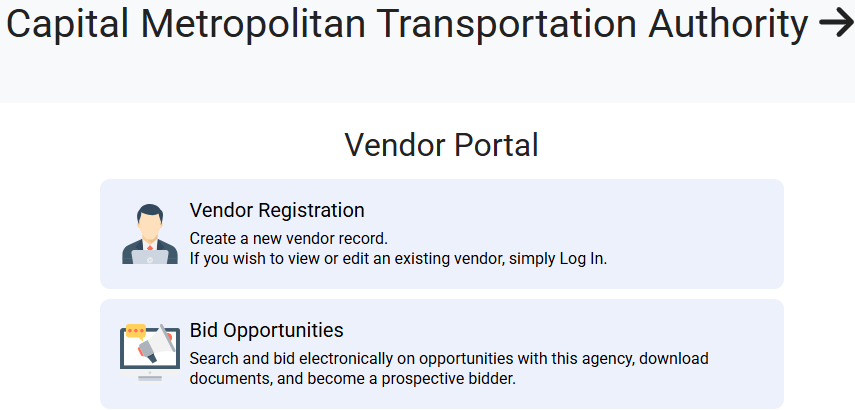 Capital Metropolitan Transportation Authority
Vendor Portal
Vendor Registration
Create a new vendor record.
If you wish to view or edit an existing vendor, simply Log In.
Bid Opportunities
Search and bid electronically on opportunities with this agency, download
documents, and become a prospective bidder.